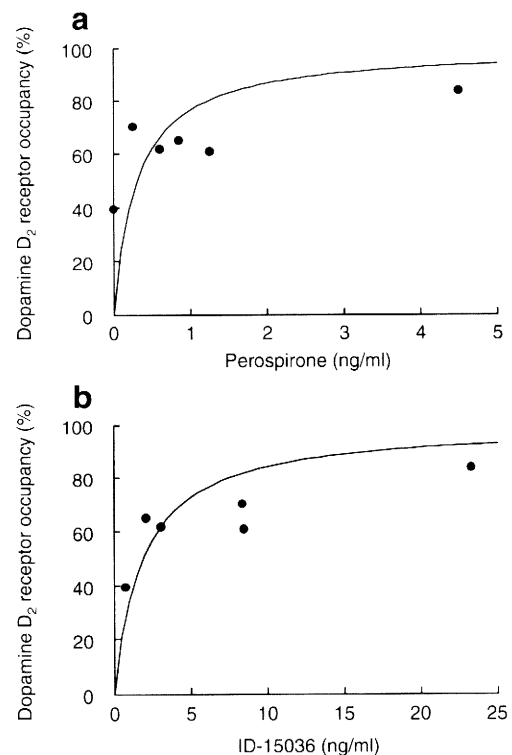 a
Dopamine D2 receptor occupancy (%)
100
80
60
40
20
0
0 1 2 3 4 5
Perospirone (ng/ml)
b
Dopamine D2 receptor occupancy (%)
100
80
60
40
20
0
0 5 10 15 20 25
ID-15036 (ng/ml)